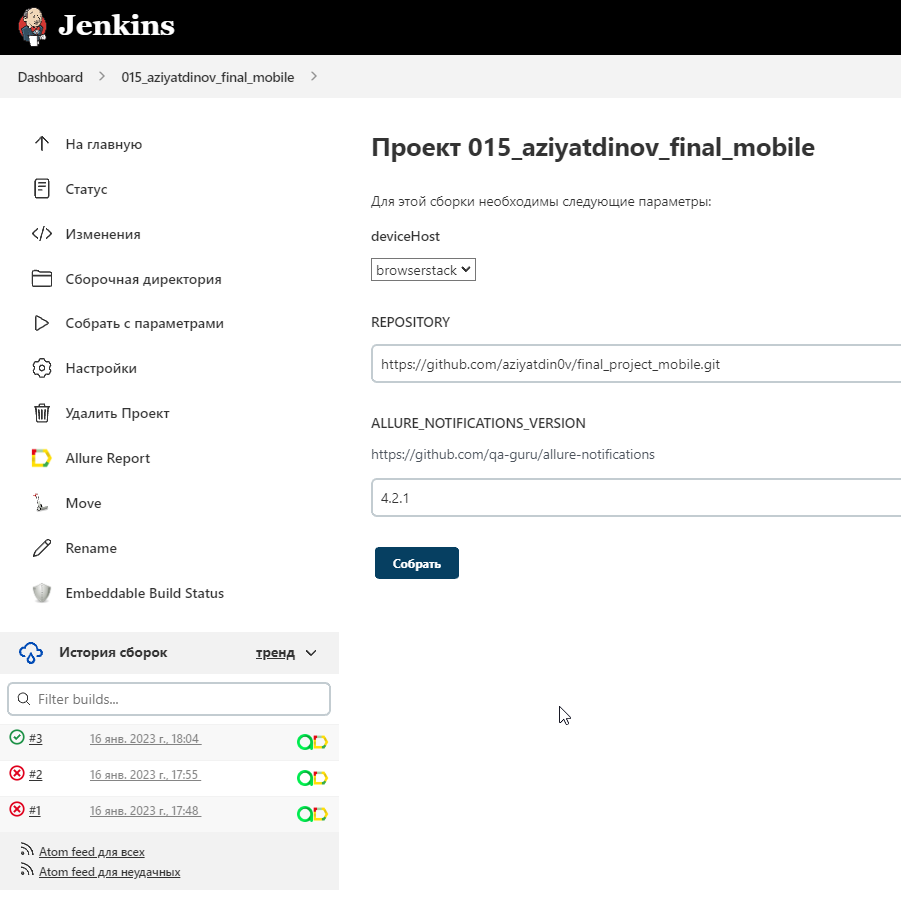 Jenkins
Dashboard
015_aziyatdinov_final_mobile
На главную
Статус
Изменения
Сборочная директория
Собрать с параметрами
Настройки
Удалить Проект
Allure Report
Move
Rename
Embeddable Build Status
История сборок
тренд
Filter builds...
#3 16 янв. 2023 г., 18:04
#2 16 янв. 2023 г., 17:55
#1 16 янв. 2023 г., 17:48
Atom feed для всех
Atom feed для неудачных
Проект 015_aziyatdinov_final_mobile
Для этой сборки необходимы следующие параметры:
deviceHost
browserstack
REPOSITORY
https://github.com/aziyatdin0v/final_project_mobile.git
ALLURE_NOTIFICATIONS_VERSION
https://github.com/qa-guru/allure-notifications
4.2.1
Собрать